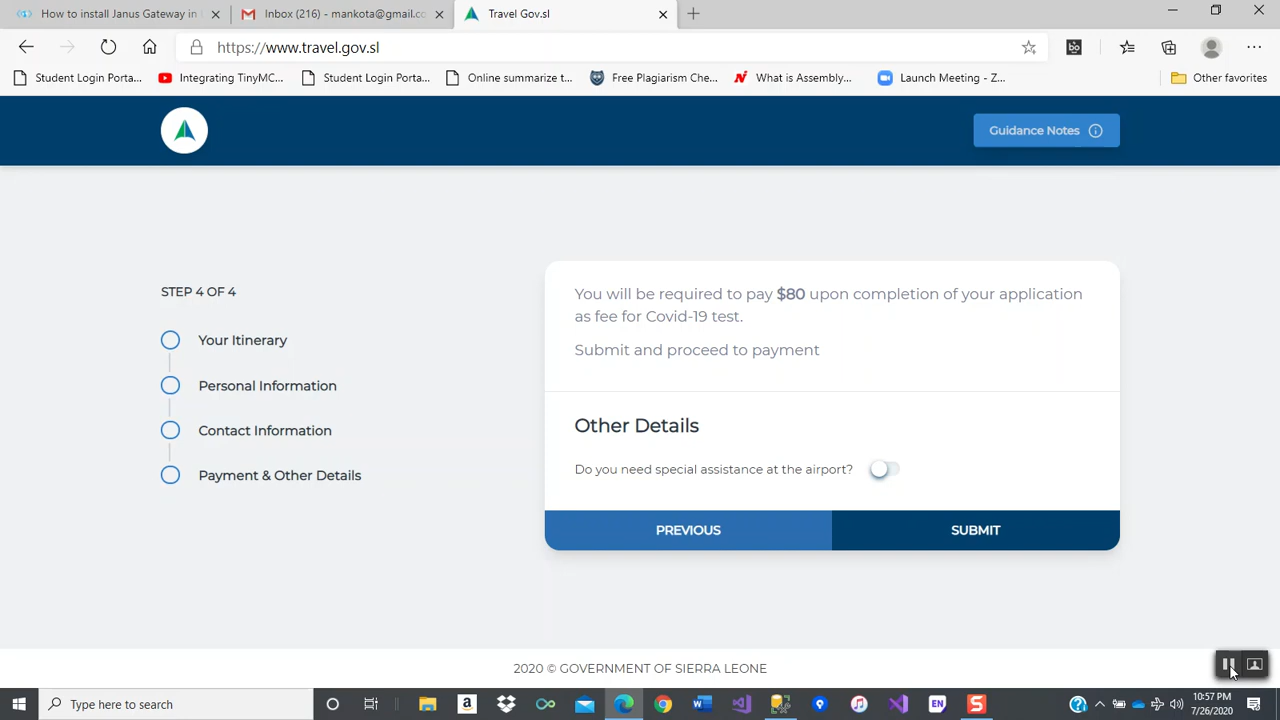 How to install Janus Gateway in
Inbox (216) - mankota@gmail.co
Travel Gov.sl
https://www.travel.gov.sl
Student Login Porta...
Integrating TinyMC...
Student Login Porta...
Online summarize t...
Free Plagiarism Che...
What is Assembly...
Launch Meeting - Z...
Other favorites
Guidance Notes
STEP 4 OF 4
Your Itinerary
Personal Information
Contact Information
Payment & Other Details
You will be required to pay $80 upon completion of your application
as fee for Covid-19 test.
Submit and proceed to payment
Other Details
Do you need special assistance at the airport?
PREVIOUS
SUBMIT
2020 © GOVERNMENT OF SIERRA LEONE
Type here to search
EN
10:57 PM
7/26/2020